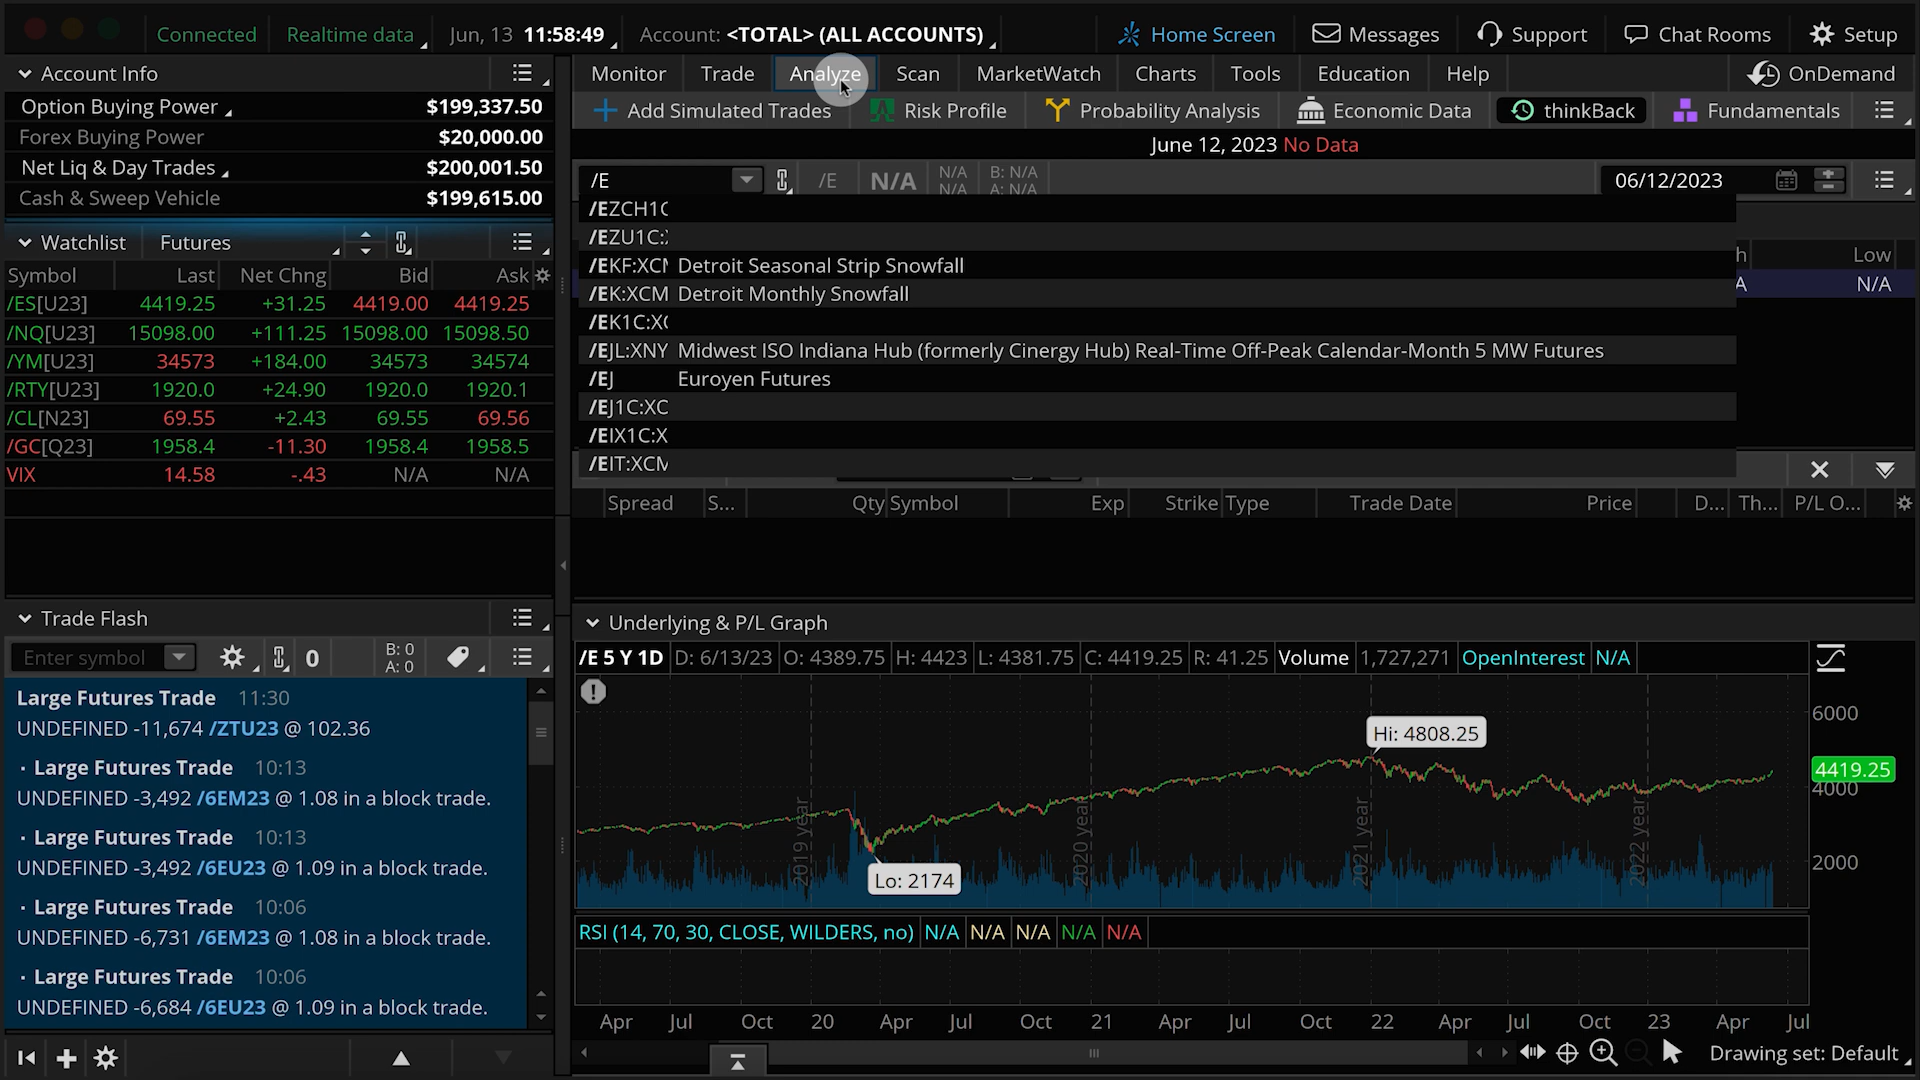 Connected Realtime data Jun, 13 11:58:49 Account: <TOTAL> (ALL ACCOUNTS) Home Screen Messages Support Chat Rooms Setup
Account Info
Option Buying Power $199,337.50
Forex Buying Power $20,000.00
Net Liq & Day Trades $200,001.50
Cash & Sweep Vehicle $199,615.00
Watchlist Futures
Symbol Last Net Chng Bid Ask
/ES[U23] 4419.25 +31.25 4419.00 4419.25
/NQ[U23] 15098.00 +111.25 15098.00 15098.50
/YM[U23] 34573 +184.00 34573 34574
/RTY[U23] 1920.0 +24.90 1920.0 1920.1
/CL[N23] 69.55 +2.43 69.55 69.56
/GC[Q23] 1958.4 -11.30 1958.4 1958.5
VIX 14.58 -.43 N/A N/A
Trade Flash
Enter symbol 0 B: 0
A: 0
Large Futures Trade 11:30
UNDEFINED -11,674 /ZTU23 @ 102.36
· Large Futures Trade 10:13
UNDEFINED -3,492 /6EM23 @ 1.08 in a block trade.
· Large Futures Trade 10:13
UNDEFINED -3,492 /6EU23 @ 1.09 in a block trade.
· Large Futures Trade 10:06
UNDEFINED -6,731 /6EM23 @ 1.08 in a block trade.
· Large Futures Trade 10:06
UNDEFINED -6,684 /6EU23 @ 1.09 in a block trade.
Monitor Trade Analyze Scan MarketWatch Charts Tools Education Help OnDemand
Add Simulated Trades Risk Profile Probability Analysis Economic Data thinkBack Fundamentals
June 12, 2023 No Data
/E /E N/A N/A B: N/A 06/12/2023
N/A A: N/A
/EZCH1C
/EZU1C:
/EKF:XCM Detroit Seasonal Strip Snowfall
/EK:XCM Detroit Monthly Snowfall
/EK1C:XC
/EJL:XNY Midwest ISO Indiana Hub (formerly Cinergy Hub) Real-Time Off-Peak Calendar-Month 5 MW Futures
/EJ Euroyen Futures
/EJ1C:XC
/EIX1C:X
/EIT:XCM
h Low
A N/A
Spread S... Qty Symbol Exp Strike Type Trade Date Price D... Th... P/L O...
Underlying & P/L Graph
/E 5 Y 1D D: 6/13/23 O: 4389.75 H: 4423 L: 4381.75 C: 4419.25 R: 41.25 Volume 1,727,271 OpenInterest N/A
6000
Hi: 4808.25
4419.25
4000
2019 year 2020 year 2021 year 2022 year
2000
Lo: 2174
RSI (14, 70, 30, CLOSE, WILDERS, no) N/A N/A N/A N/A N/A
Apr Jul Oct 20 Apr Jul Oct 21 Apr Jul Oct 22 Apr Jul Oct 23 Apr Jul
Drawing set: Default